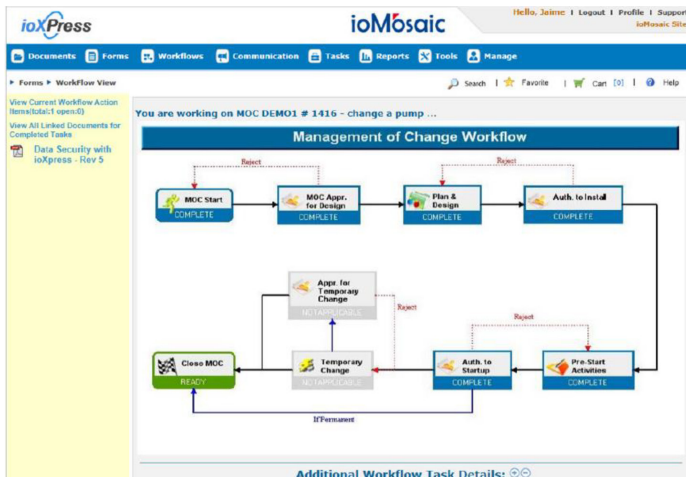 ioXpress
ioMosaic
Hello, Jaime | Logout | Profile | Support
ioMosaic Site
Documents Forms Workflows Communication Tasks Reports Tools Manage
Forms ▸ WorkFlow View
Search | Favorite | Cart [0] | Help
View Current Workflow Action
Items(total:1 open:0)
View All Linked Documents for
Completed Tasks
Data Security with
ioXpress - Rev 5
You are working on MOC DEMO1 # 1416 - change a pump ...
Management of Change Workflow
Reject
Reject
MOC Start
COMPLETE
MOC Appr.
for Design
COMPLETE
Plan &
Design
COMPLETE
Auth. to Install
COMPLETE
Appr. for
Temporary
Change
NOT APPLICABLE
Reject
Reject
Close MOC
READY
Temporary
Change
NOT APPLICABLE
Auth. to
Startup
COMPLETE
Pre-Start
Activities
COMPLETE
If Permanent
Additional Workflow Task Details: